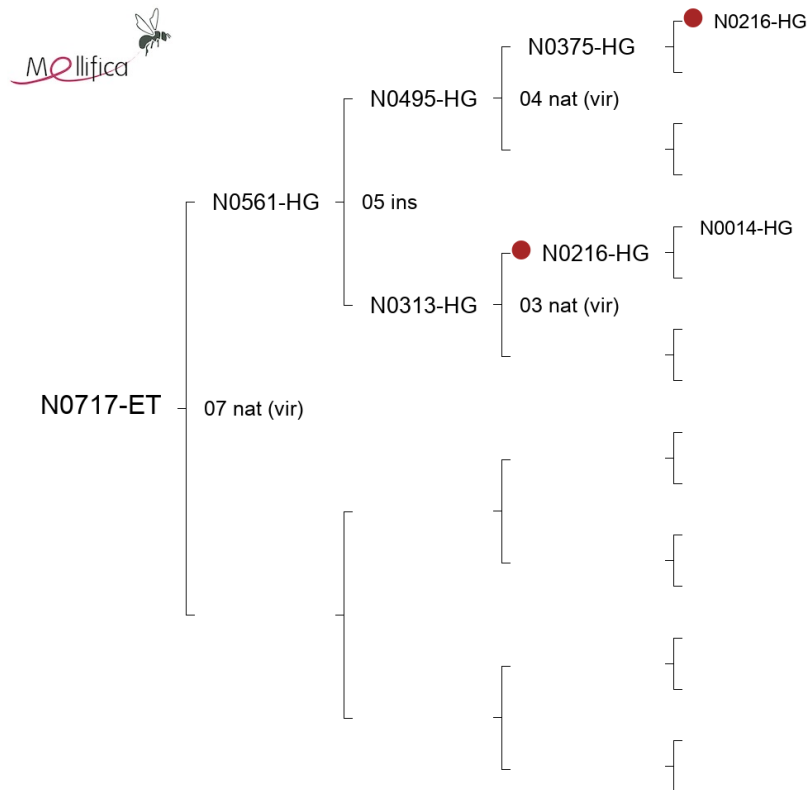 Mellifica
N0216-HG
N0375-HG
N0495-HG
04 nat (vir)
N0561-HG
05 ins
N0014-HG
N0216-HG
N0313-HG
03 nat (vir)
N0717-ET
07 nat (vir)